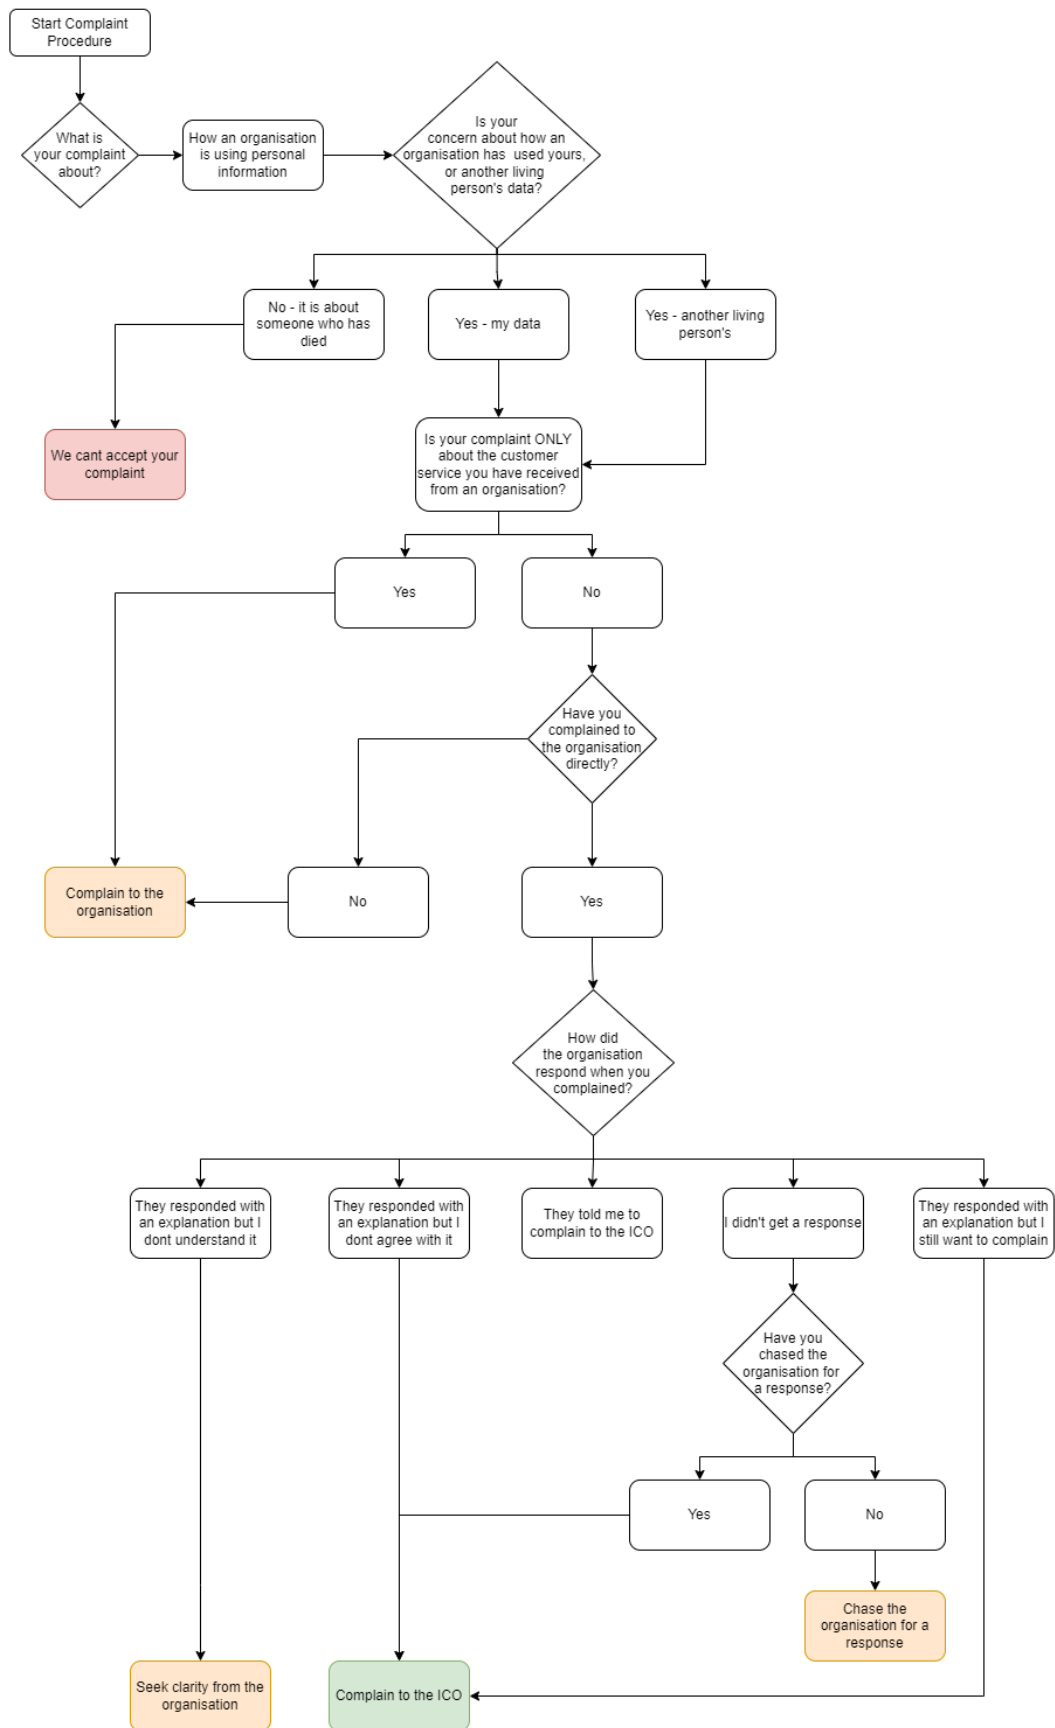 Start Complaint
Procedure
What is
your complaint
about?
How an organisation
is using personal
information
Is your
concern about how an
organisation has used yours,
or another living
person's data?
No - it is about
someone who has
died
Yes - my data
Yes - another living
person's
We cant accept your
complaint
Is your complaint ONLY
about the customer
service you have received
from an organisation?
Yes
No
Have you
complained to
the organisation
directly?
Complain to the
organisation
No
Yes
How did
the organisation
respond when you
complained?
They responded with
an explanation but I
dont understand it
They responded with
an explanation but I
dont agree with it
They told me to
complain to the ICO
I didn't get a response
They responded with
an explanation but I
still want to complain
Have you
chased the
organisation for
a response?
Yes
No
Chase the
organisation for a
response
Seek clarity from the
organisation
Complain to the ICO